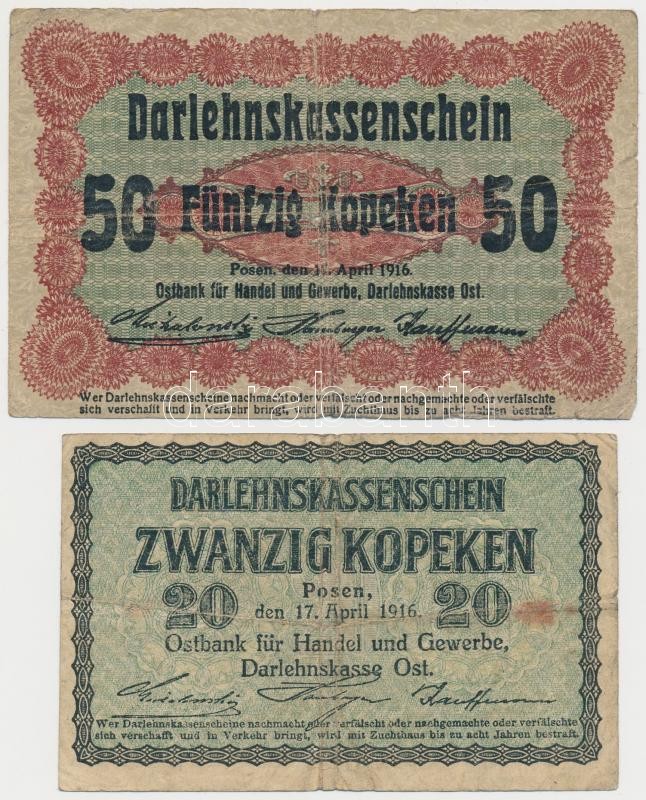 Darlehnskassenschein
50 Fünfzig Kopeken 50
Posen, den 17. April 1916.
Ostbank für Handel und Gewerbe, Darlehnskasse Ost.
Kauffmann
Wer Darlehnskassenscheine nachmacht oder verfälscht oder nachgemachte oder verfälschte
sich verschafft und in Verkehr bringt, wird mit Zuchthaus bis zu acht Jahren bestraft.
darabanth
DARLEHNSKASSENSCHEIN
ZWANZIG KOPEKEN
20 Posen, 20
den 17. April 1916.
Ostbank für Handel und Gewerbe,
Darlehnskasse Ost.
Kauffmann
Wer Darlehnskassenscheine nachmacht oder verfälscht oder nachgemachte oder verfälschte
sich verschafft und in Verkehr bringt, wird mit Zuchthaus bis zu acht Jahren bestraft.